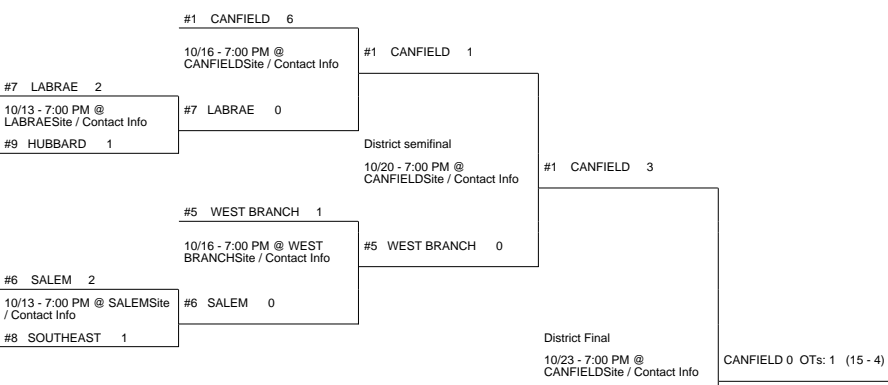 #1 CANFIELD 6
10/16 - 7:00 PM @
CANFIELDSite / Contact Info
#1 CANFIELD 1
#7 LABRAE 2
10/13 - 7:00 PM @
LABRAESite / Contact Info
#7 LABRAE 0
#9 HUBBARD 1
District semifinal
10/20 - 7:00 PM @
CANFIELDSite / Contact Info
#1 CANFIELD 3
#5 WEST BRANCH 1
10/16 - 7:00 PM @ WEST
BRANCHSite / Contact Info
#5 WEST BRANCH 0
#6 SALEM 2
10/13 - 7:00 PM @ SALEMSite
/ Contact Info
#6 SALEM 0
#8 SOUTHEAST 1
District Final
10/23 - 7:00 PM @
CANFIELDSite / Contact Info
CANFIELD 0 OTs: 1 (15 - 4)